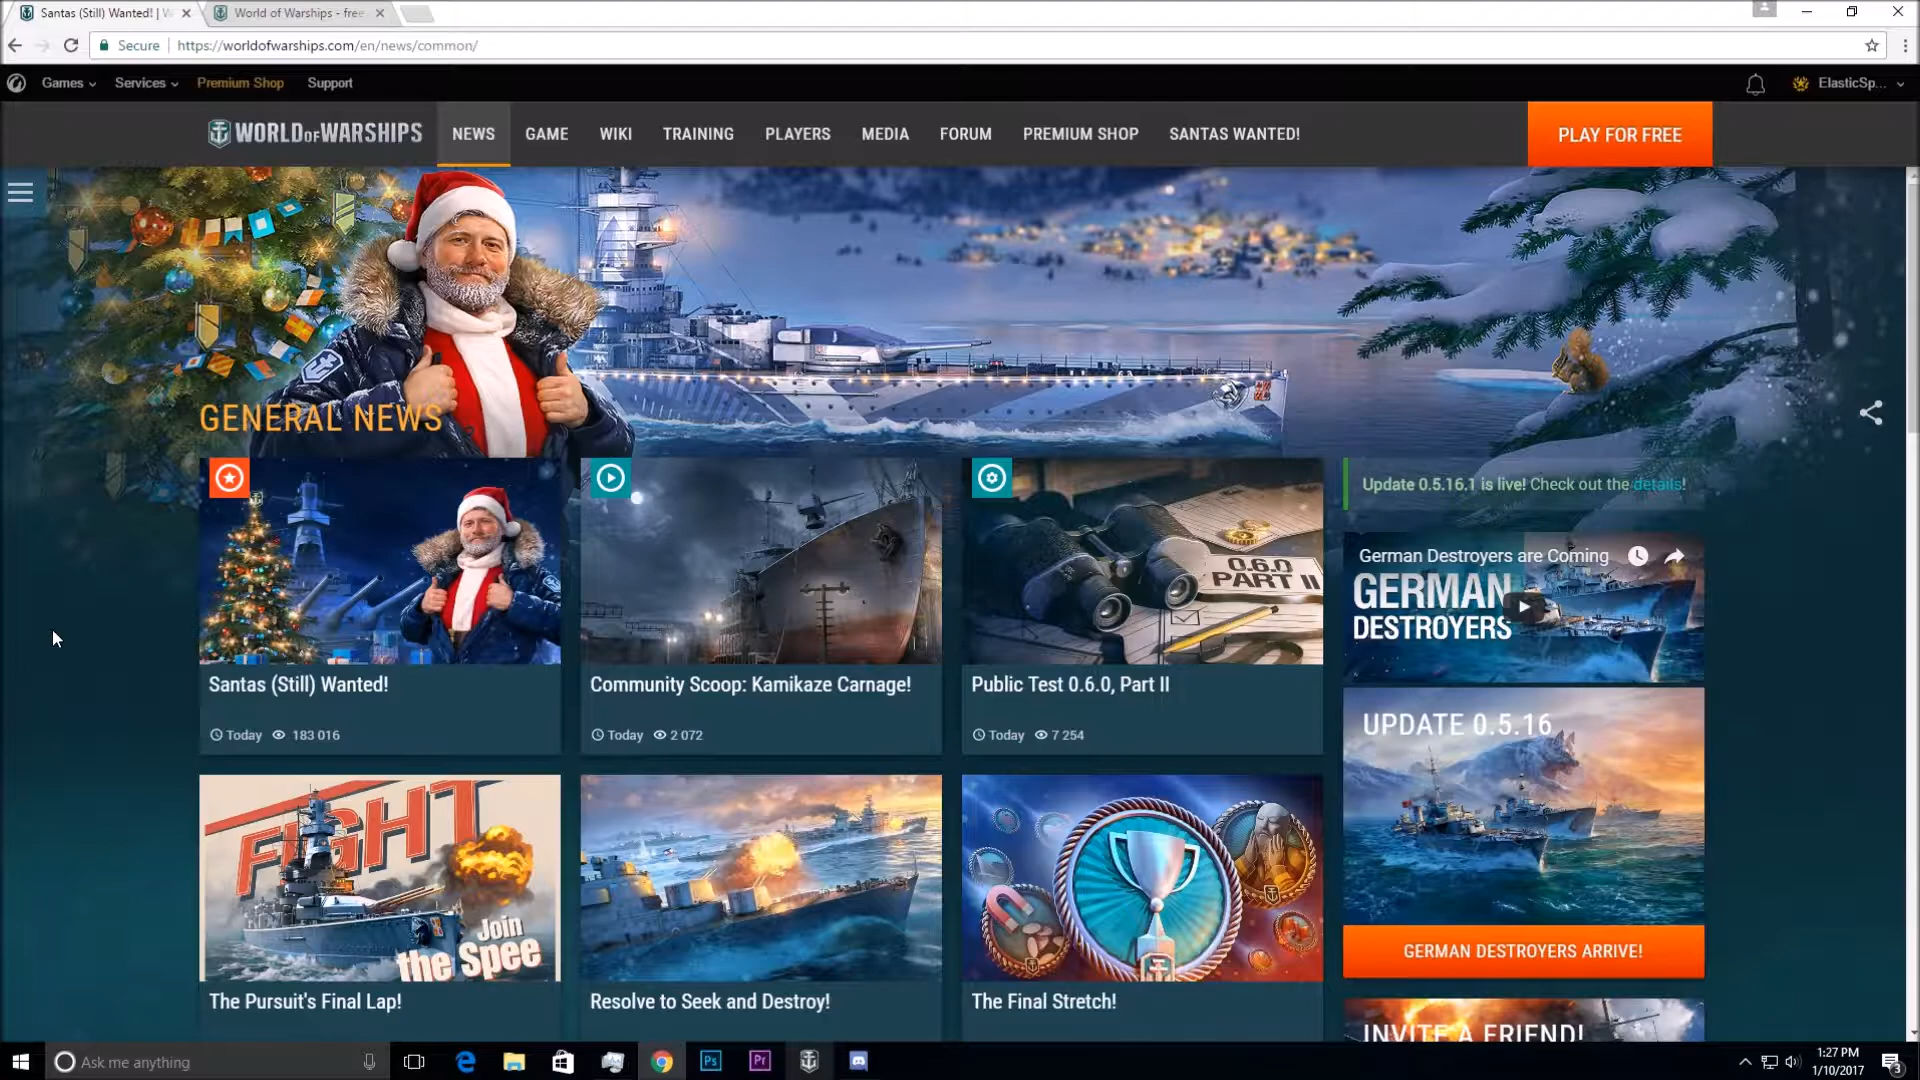 Santas (Still) Wanted! | W
World of Warships - free
Secure
https://worldofwarships.com/en/news/common/
Games
Services
Premium Shop
Support
ElasticSp...
WORLD OF WARSHIPS
NEWS
GAME
WIKI
TRAINING
PLAYERS
MEDIA
FORUM
PREMIUM SHOP
SANTAS WANTED!
PLAY FOR FREE
GENERAL NEWS
Santas (Still) Wanted!
Today 183 016
Community Scoop: Kamikaze Carnage!
Today 2 072
0.6.0
PART II
Public Test 0.6.0, Part II
Today 7 254
Update 0.5.16.1 is live! Check out the details!
German Destroyers are Coming
GERMAN
DESTROYERS
UPDATE 0.5.16
GERMAN DESTROYERS ARRIVE!
FIGHT
Join
the Spee
The Pursuit's Final Lap!
Resolve to Seek and Destroy!
The Final Stretch!
INVITE A FRIEND!
Ask me anything
Ps
Pr
1:27 PM
1/10/2017
3